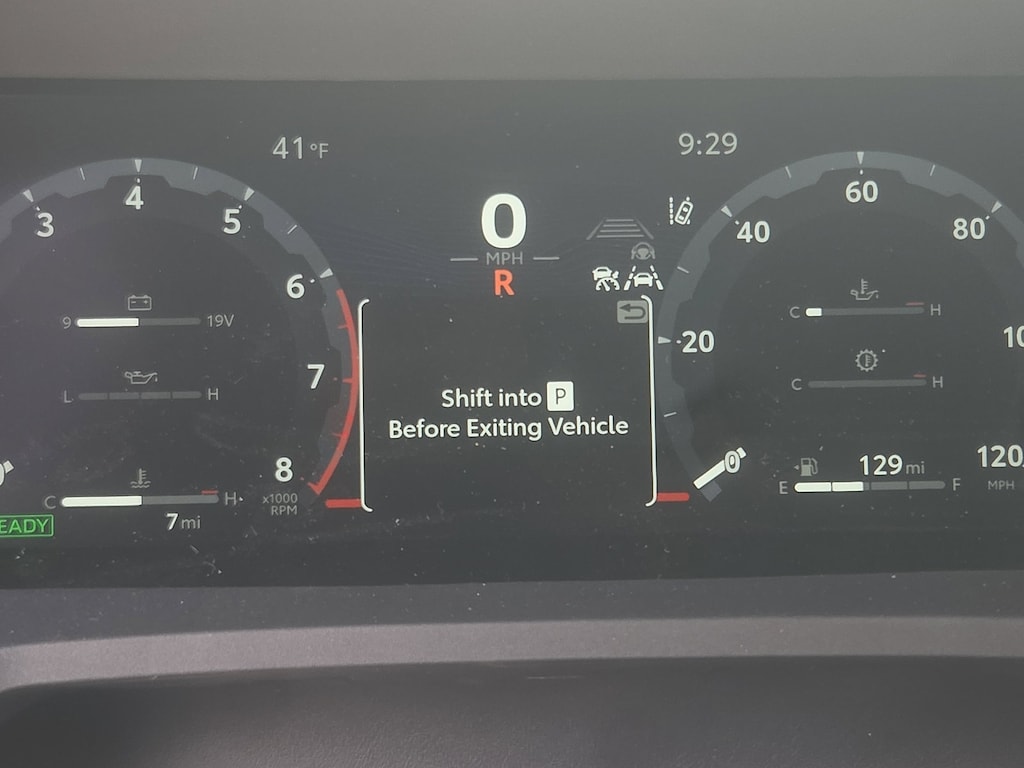 41°F
9:29
3
4
5
6
7
8
x1000
RPM
9
19V
L
H
C
H
7mi
EADY
0
MPH
R
Shift into P
Before Exiting Vehicle
0
20
40
60
80
120
MPH
C
H
C
H
129 mi
E
F